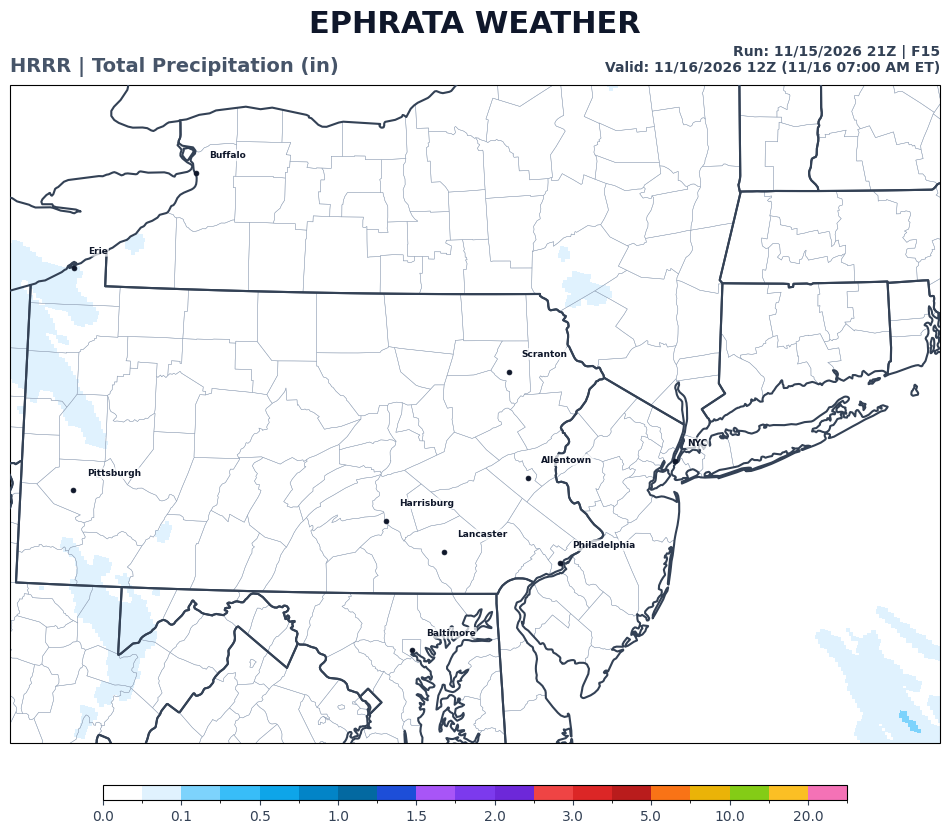 EPHRATA WEATHER
HRRR | Total Precipitation (in)
Run: 11/15/2026 21Z | F15
Valid: 11/16/2026 12Z (11/16 07:00 AM ET)
Buffalo
Erie
Scranton
NYC
Allentown
Pittsburgh
Harrisburg
Lancaster
Philadelphia
Baltimore
0.0 0.1 0.5 1.0 1.5 2.0 3.0 5.0 10.0 20.0